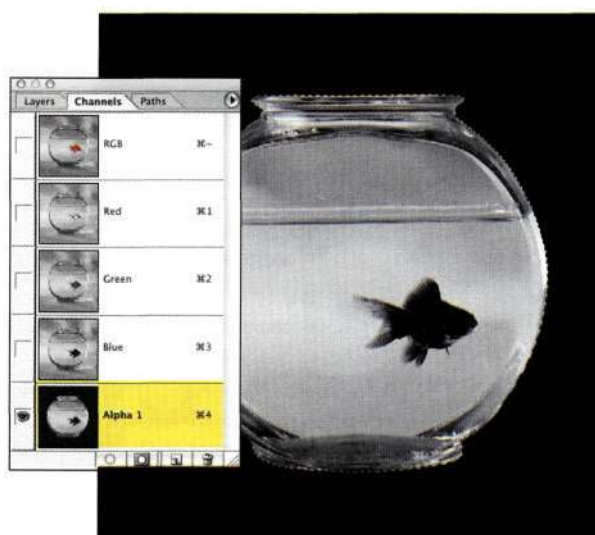 Layers Channels Paths
RGB ⌘~
Red ⌘1
Green ⌘2
Blue ⌘3
Alpha 1 ⌘4